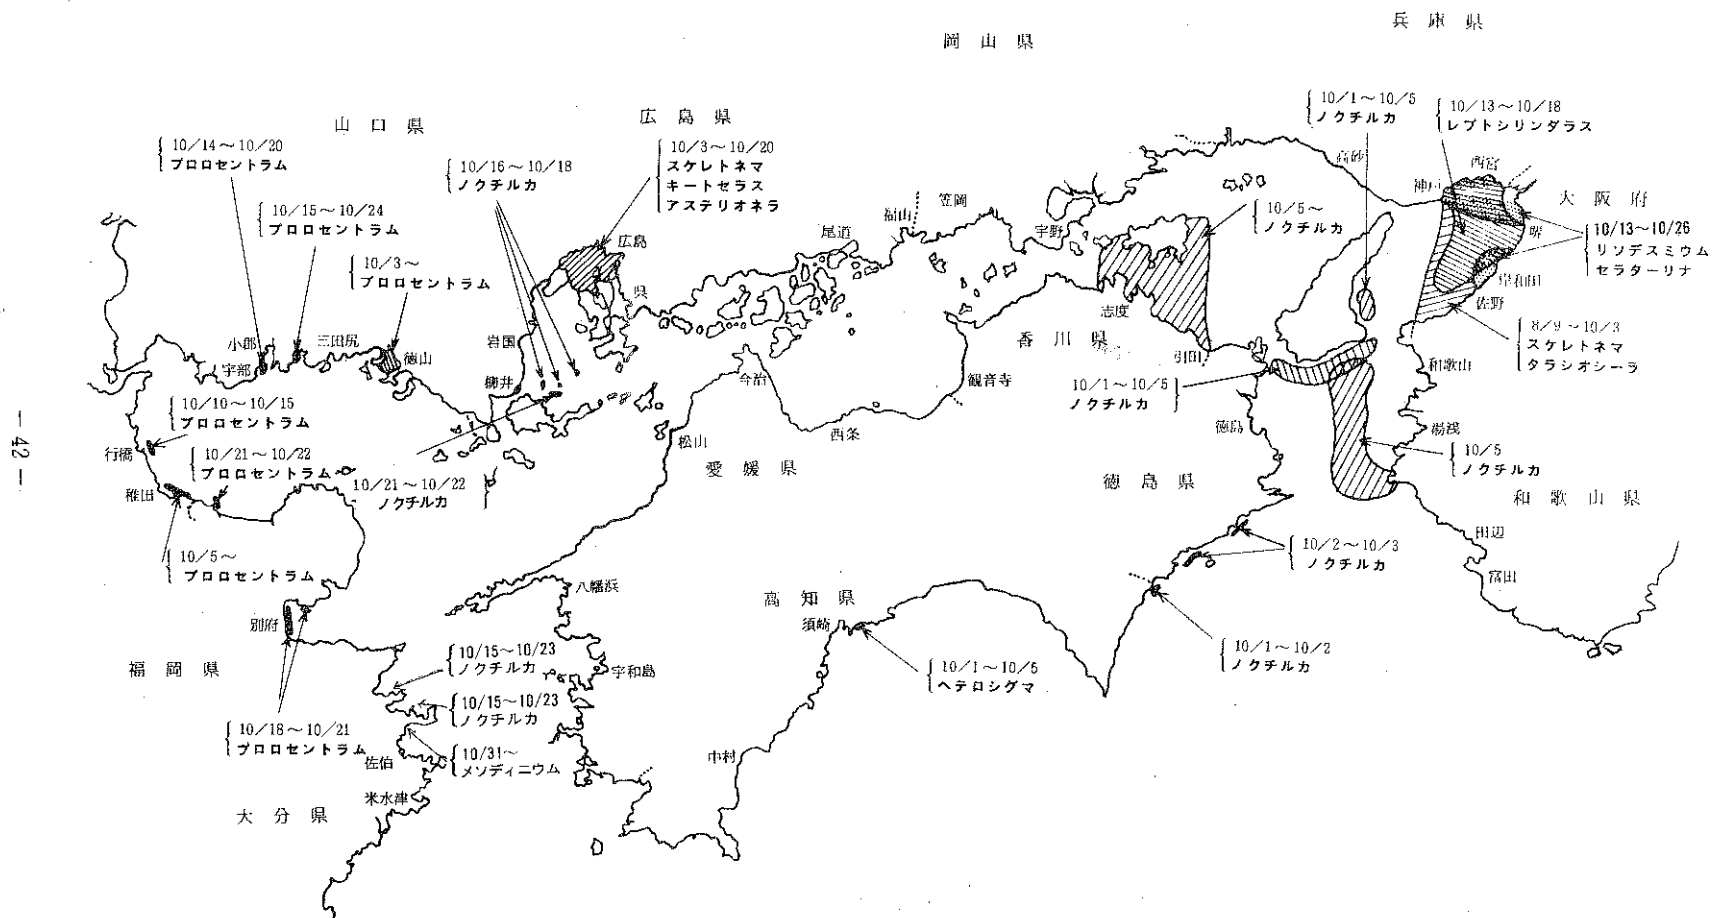 兵庫県
岡山県
山口県
広島県
10/14～10/20
プロロセントラム
10/16～10/18
ノクチルカ
10/3～10/20
スケレトネマ
キートセラス
アステリオネラ
10/1～10/5
ノクチルカ
10/13～10/18
レプトシリンダラス
高砂
西宮
神戸
大阪府
10/15～10/24
プロロセントラム
広島
尾道
福山
笠岡
宇野
10/5～
ノクチルカ
堺
10/13～10/26
リソデスミウム
セラターリナ
10/3～
プロロセントラム
呉
岸和田
佐野
志度
香川県
引田
8/9～10/3
スケレトネマ
タラシオシーラ
小郡
三田尻
徳山
宇部
岩国
柳井
今治
観音寺
10/1～10/5
ノクチルカ
和歌山
10/10～10/15
プロロセントラム
行橋
松山
西条
徳島
湯浅
10/5
ノクチルカ
10/21～10/22
プロロセントラム
愛媛県
徳島県
和歌山県
椎田
10/21～10/22
ノクチルカ
－42－
10/5～
プロロセントラム
10/2～10/3
ノクチルカ
田辺
富田
八幡浜
高知県
須崎
別府
福岡県
10/15～10/23
ノクチルカ
宇和島
10/1～10/5
ヘテロシグマ
10/1～10/2
ノクチルカ
10/15～10/23
ノクチルカ
10/18～10/21
プロロセントラム
10/31～
メソディニウム
佐伯
中村
米水津
大分県